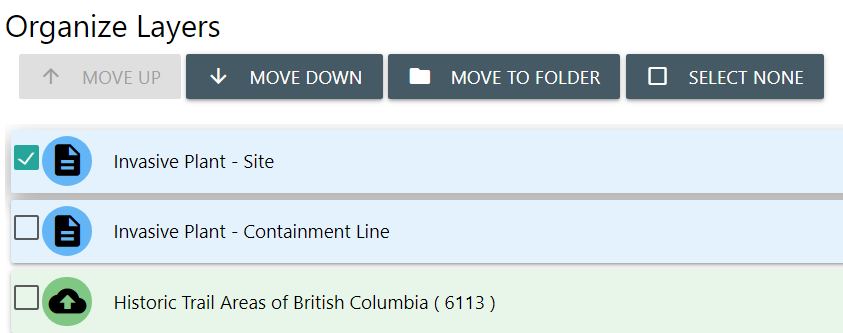 Organize Layers
MOVE UP MOVE DOWN MOVE TO FOLDER SELECT NONE
Invasive Plant - Site
Invasive Plant - Containment Line
Historic Trail Areas of British Columbia ( 6113 )